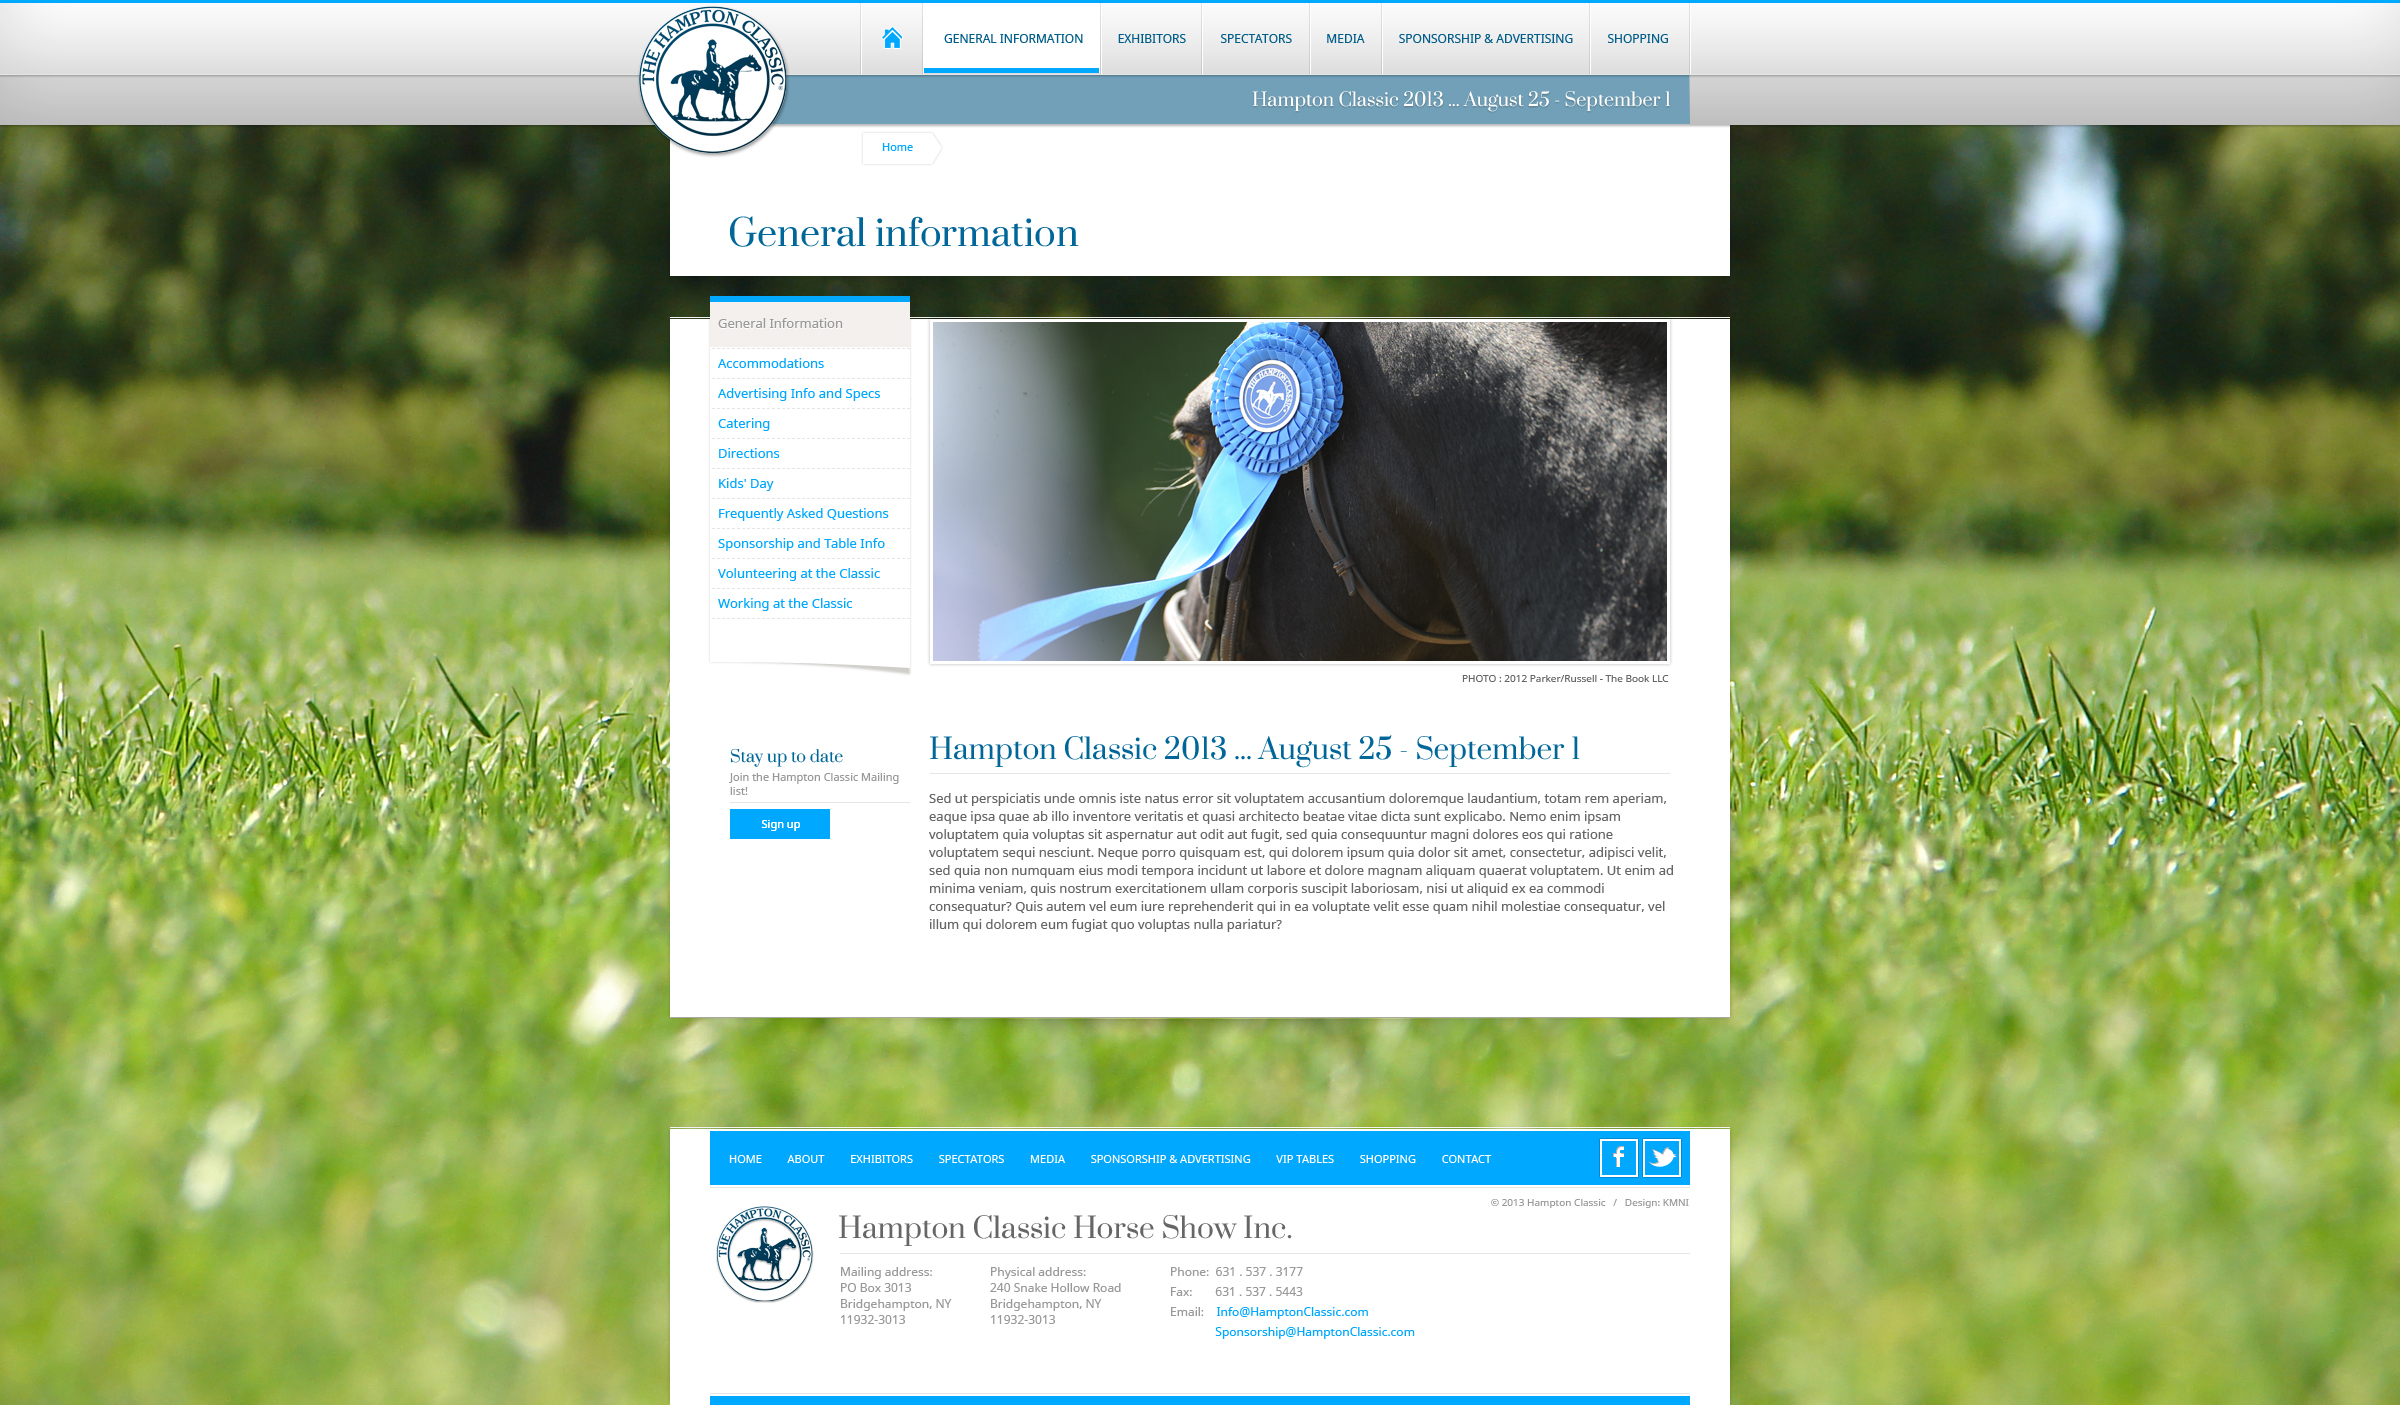 THE HAMPTON CLASSIC
GENERAL INFORMATION
EXHIBITORS
SPECTATORS
MEDIA
SPONSORSHIP & ADVERTISING
SHOPPING
Hampton Classic 2013 ... August 25 - September 1
Home
General information
General Information
Accommodations
Advertising Info and Specs
Catering
Directions
Kids' Day
Frequently Asked Questions
Sponsorship and Table Info
Volunteering at the Classic
Working at the Classic
THE HAMPTON CLASSIC
PHOTO : 2012 Parker/Russell - The Book LLC
Stay up to date
Join the Hampton Classic Mailing
list!
Sign up
Hampton Classic 2013 ... August 25 - September 1
Sed ut perspiciatis unde omnis iste natus error sit voluptatem accusantium doloremque laudantium, totam rem aperiam,
eaque ipsa quae ab illo inventore veritatis et quasi architecto beatae vitae dicta sunt explicabo. Nemo enim ipsam
voluptatem quia voluptas sit aspernatur aut odit aut fugit, sed quia consequuntur magni dolores eos qui ratione
voluptatem sequi nesciunt. Neque porro quisquam est, qui dolorem ipsum quia dolor sit amet, consectetur, adipisci velit,
sed quia non numquam eius modi tempora incidunt ut labore et dolore magnam aliquam quaerat voluptatem. Ut enim ad
minima veniam, quis nostrum exercitationem ullam corporis suscipit laboriosam, nisi ut aliquid ex ea commodi
consequatur? Quis autem vel eum iure reprehenderit qui in ea voluptate velit esse quam nihil molestiae consequatur, vel
illum qui dolorem eum fugiat quo voluptas nulla pariatur?
HOME
ABOUT
EXHIBITORS
SPECTATORS
MEDIA
SPONSORSHIP & ADVERTISING
VIP TABLES
SHOPPING
CONTACT
© 2013 Hampton Classic / Design: KMNI
THE HAMPTON CLASSIC
Hampton Classic Horse Show Inc.
Mailing address:
PO Box 3013
Bridgehampton, NY
11932-3013
Physical address:
240 Snake Hollow Road
Bridgehampton, NY
11932-3013
Phone: 631 . 537 . 3177
Fax: 631 . 537 . 5443
Email: Info@HamptonClassic.com
Sponsorship@HamptonClassic.com